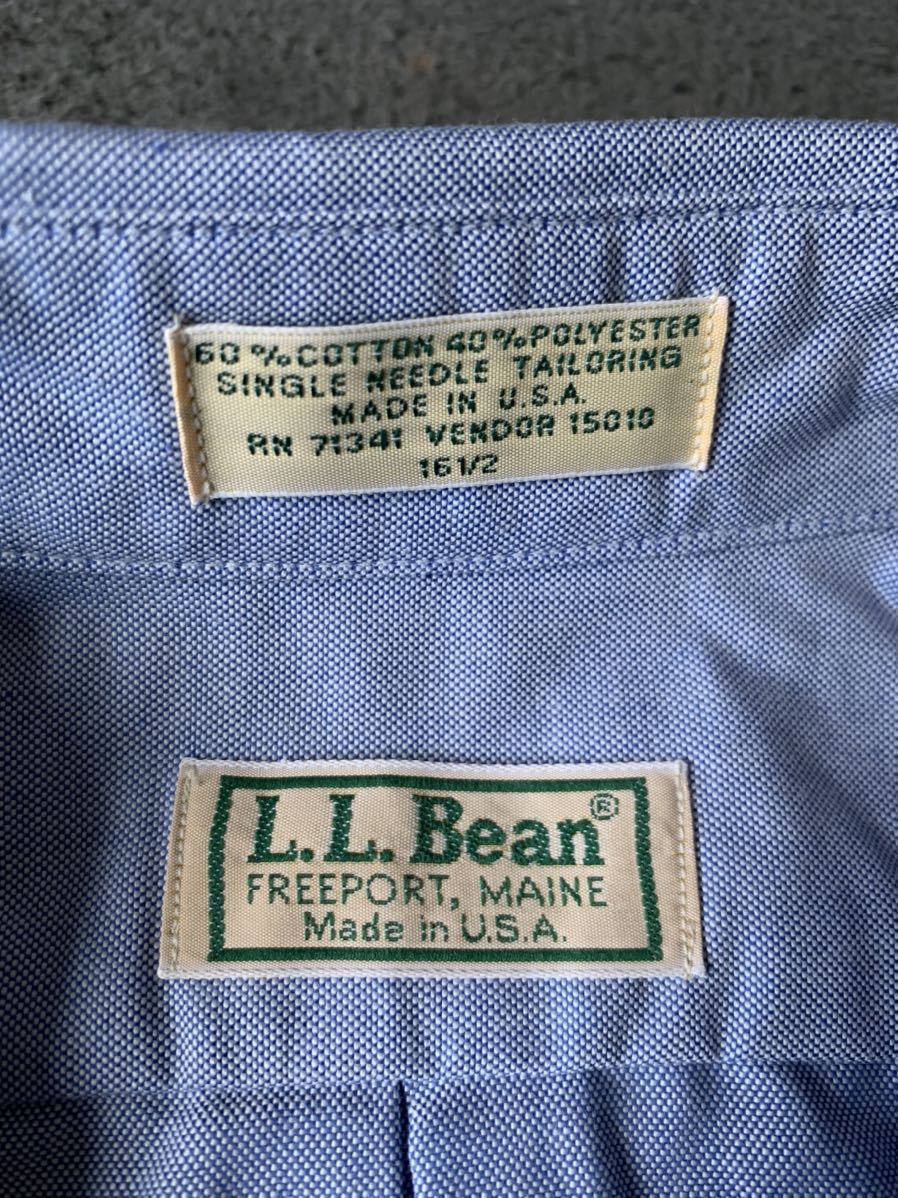 60%COTTON 40%POLYESTER
SINGLE NEEDLE TAILORING
MADE IN U.S.A.
RN 71341 VENDOR 15010
16 1/2
L.L.Bean®
FREEPORT, MAINE
Made in U.S.A.